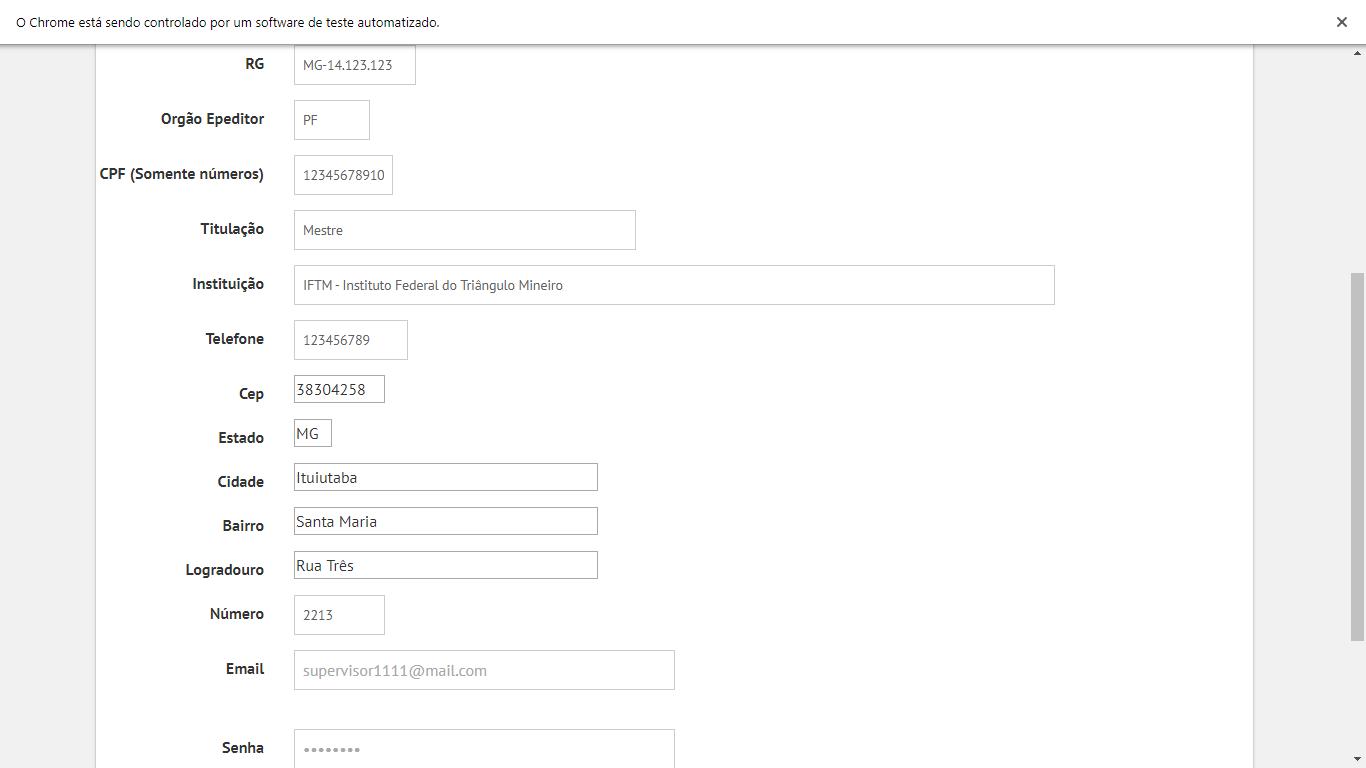 O Chrome está sendo controlado por um software de teste automatizado.
RG MG-14.123.123
Orgão Epeditor PF
CPF (Somente números) 12345678910
Titulação Mestre
Instituição IFTM - Instituto Federal do Triângulo Mineiro
Telefone 123456789
Cep 38304258
Estado MG
Cidade Ituiutaba
Bairro Santa Maria
Logradouro Rua Três
Número 2213
Email supervisor1111@mail.com
Senha ••••••••